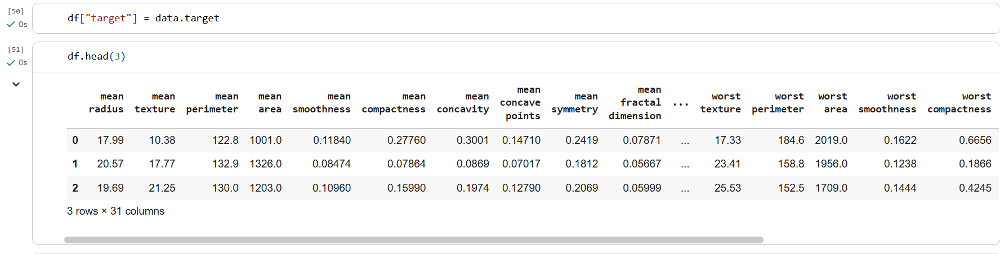 [50]
0s
df["target"] = data.target
[51]
0s
df.head(3)
mean radius mean texture mean perimeter mean area mean smoothness mean compactness mean concavity mean concave points mean symmetry mean fractal dimension ... worst texture worst perimeter worst area worst smoothness worst compactness
0 17.99 10.38 122.8 1001.0 0.11840 0.27760 0.3001 0.14710 0.2419 0.07871 ... 17.33 184.6 2019.0 0.1622 0.6656
1 20.57 17.77 132.9 1326.0 0.08474 0.07864 0.0869 0.07017 0.1812 0.05667 ... 23.41 158.8 1956.0 0.1238 0.1866
2 19.69 21.25 130.0 1203.0 0.10960 0.15990 0.1974 0.12790 0.2069 0.05999 ... 25.53 152.5 1709.0 0.1444 0.4245
3 rows × 31 columns